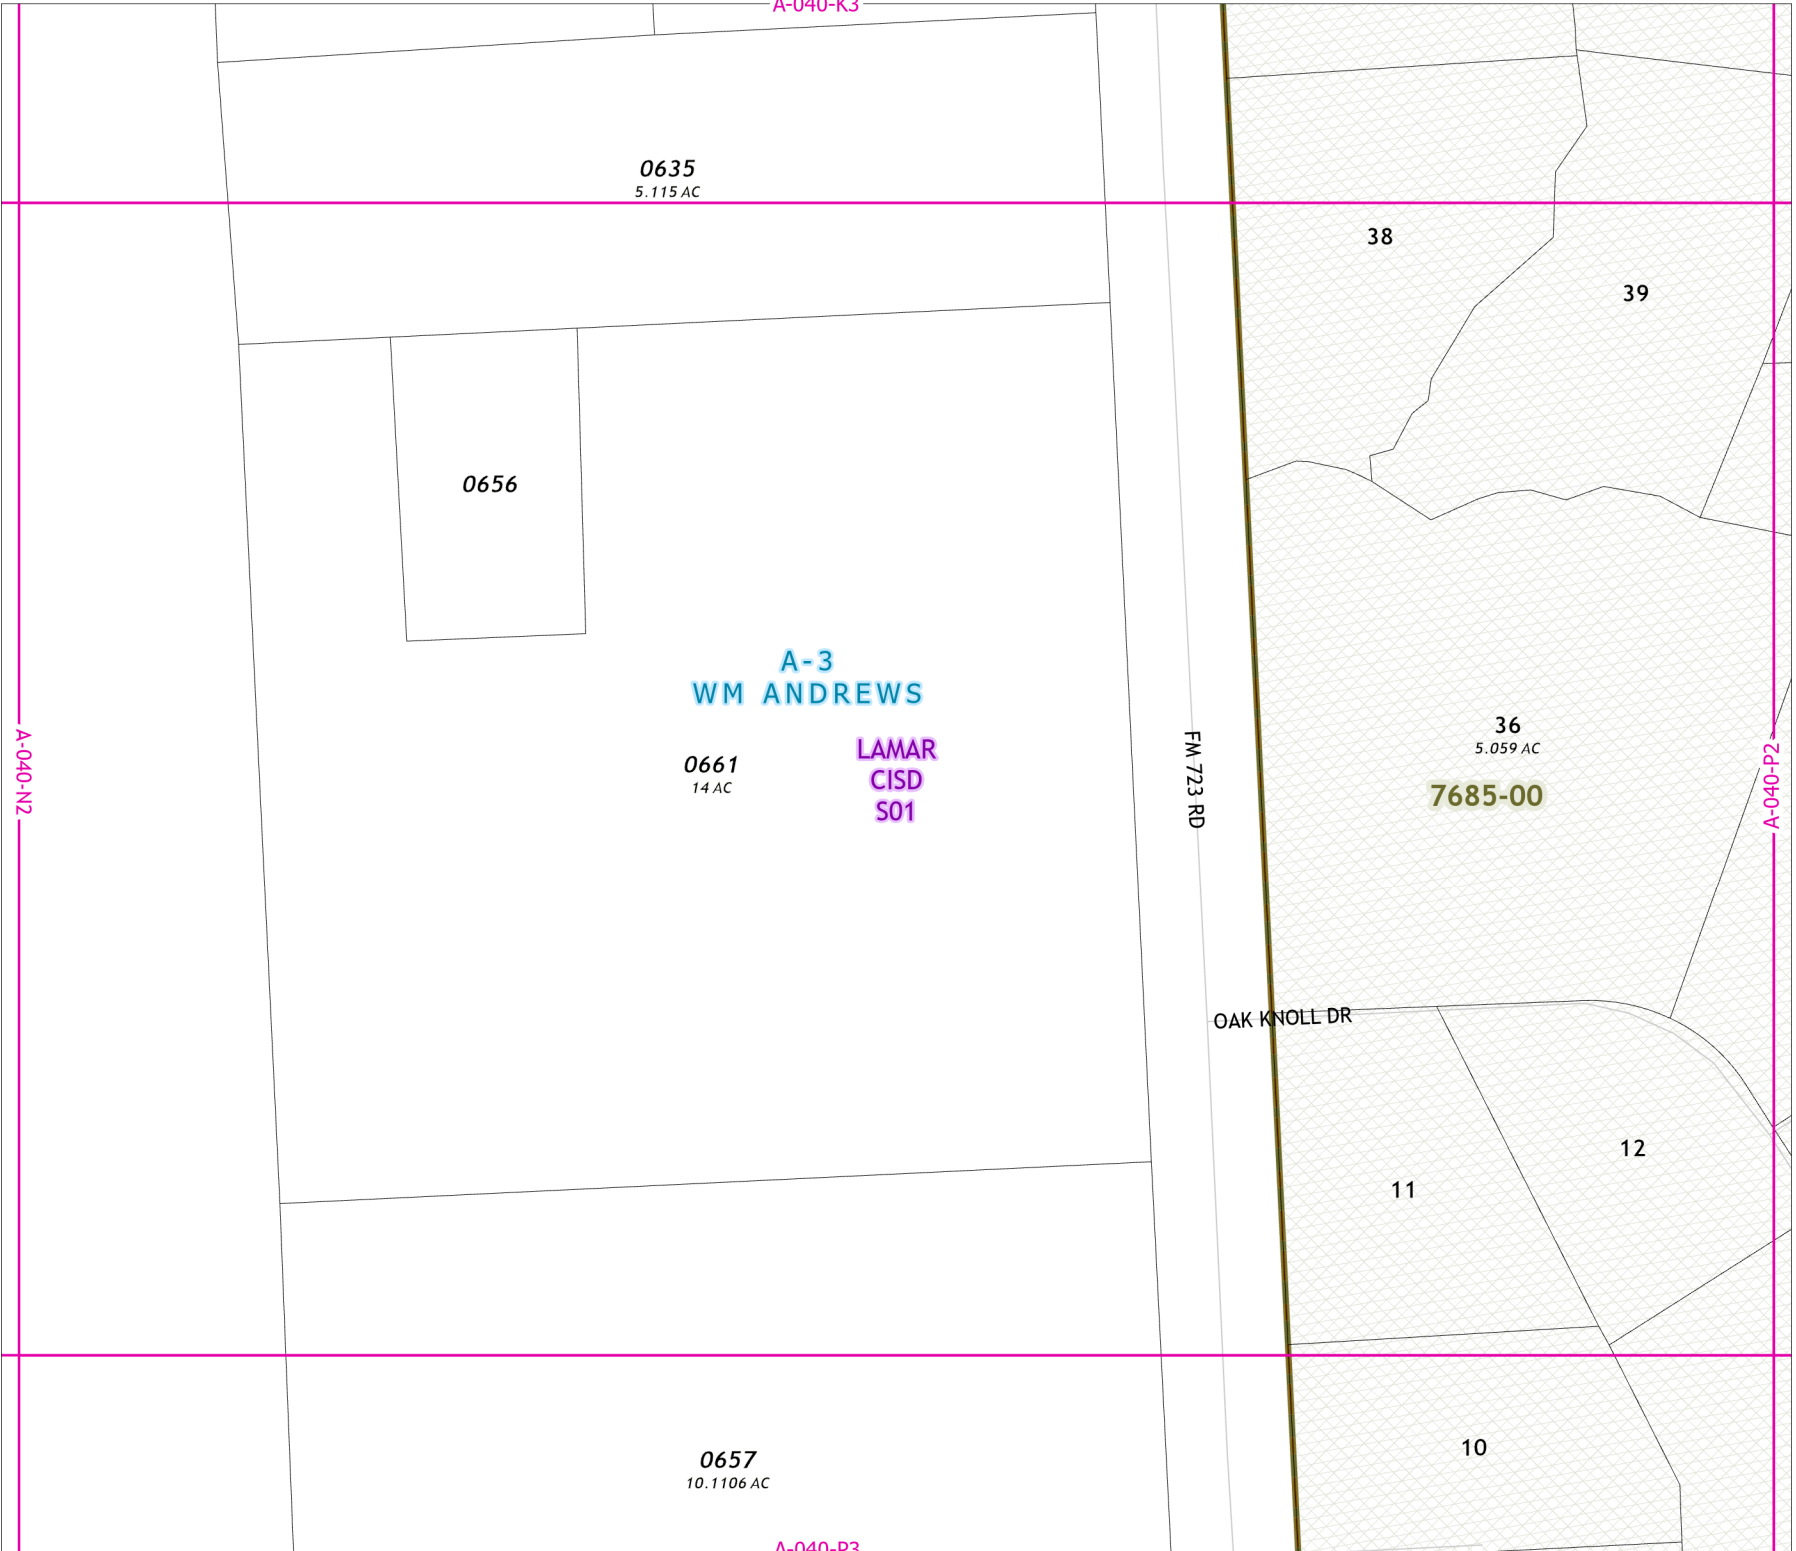 A-040-K3
0635
5.115 AC
38
39
0656
A-3
WM ANDREWS
LAMAR
CISD
S01
0661
14 AC
FM 723 RD
36
5.059 AC
7685-00
A-040-N2
A-040-P2
OAK KNOLL DR
12
11
10
0657
10.1106 AC
A-040-P3